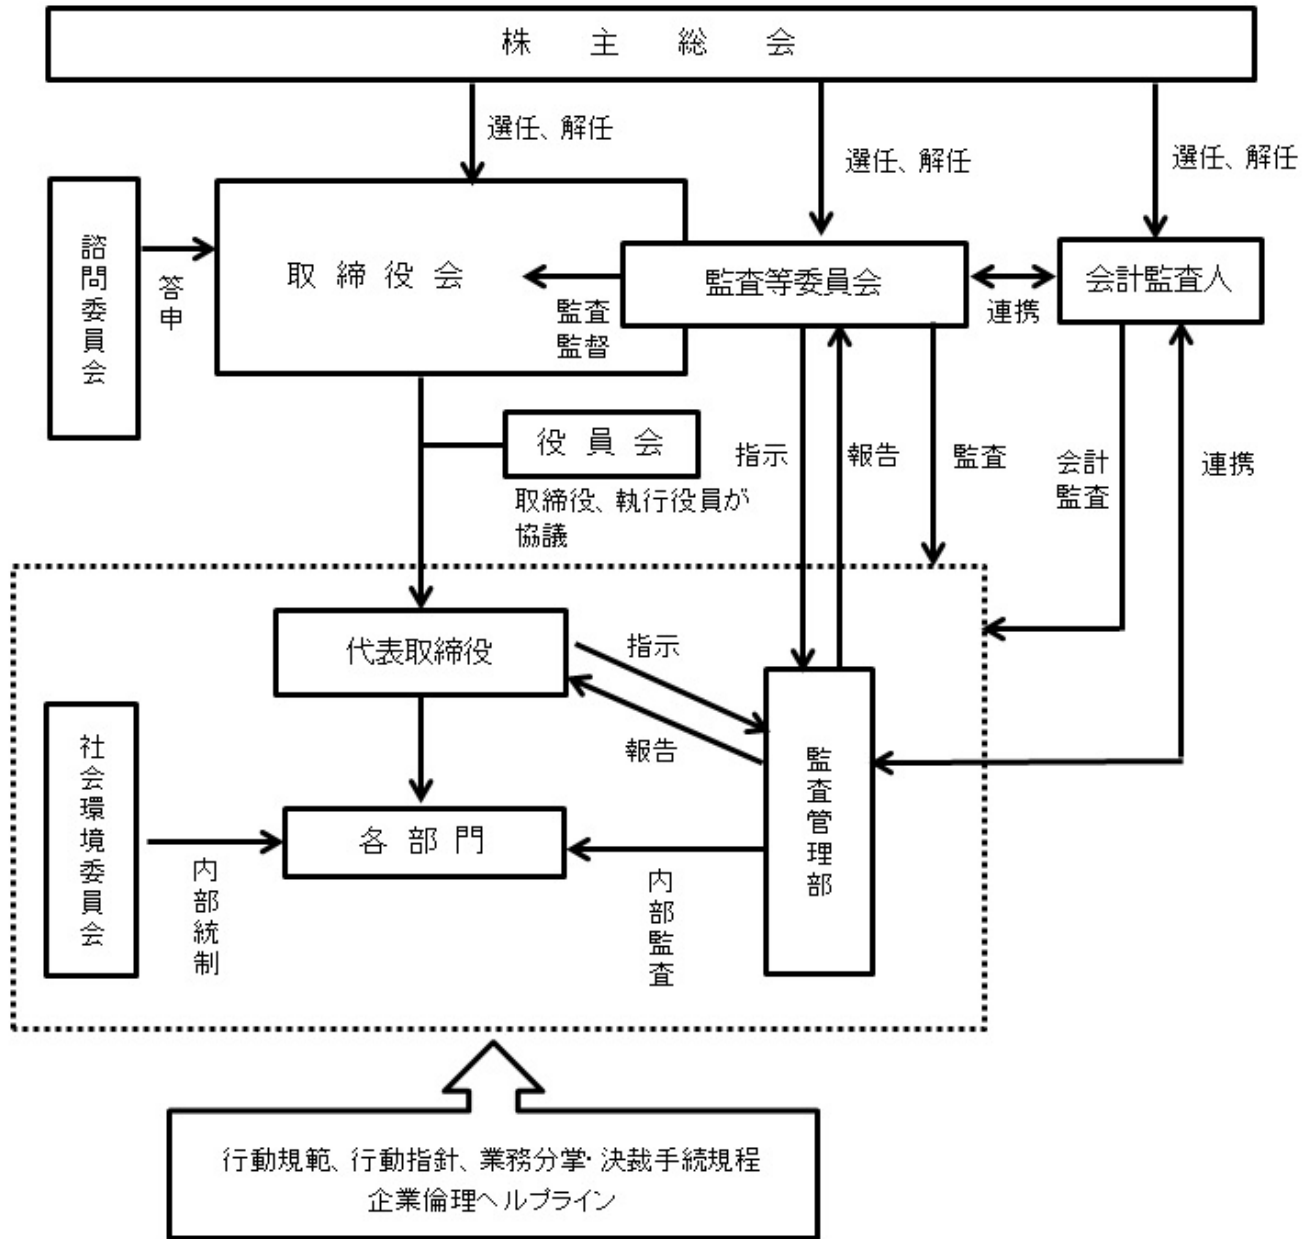 株主総会
選任、解任
選任、解任
選任、解任
諮問委員会
答申
取締役会
監査
監督
監査等委員会
連携
会計監査人
役員会
取締役、執行役員が
協議
指示
報告
監査
会計
監査
連携
代表取締役
指示
報告
監査管理部
社会環境委員会
内部統制
各部門
内部監査
行動規範、行動指針、業務分掌・決裁手続規程
企業倫理ヘルプライン